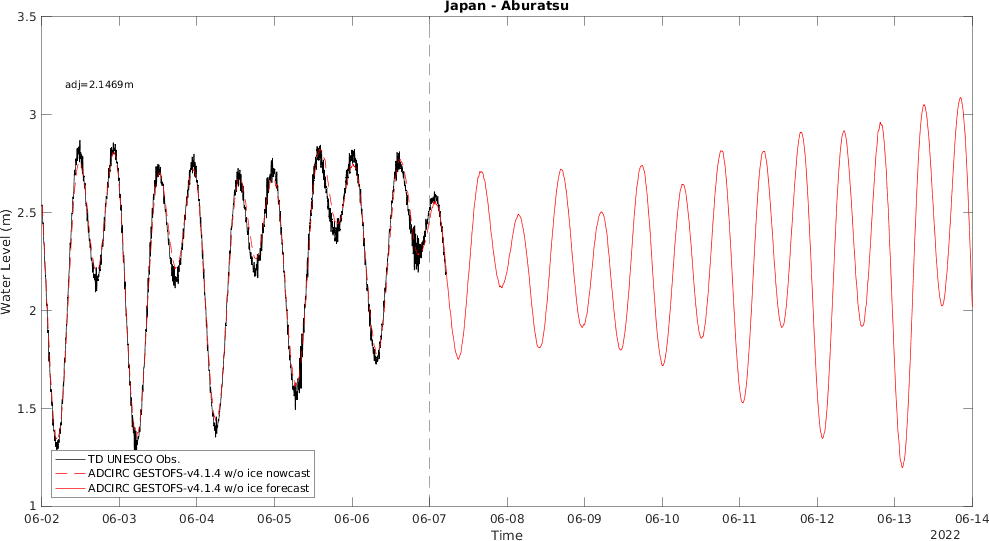 Japan - Aburatsu
3.5
3
2.5
2
1.5
1
Water Level (m)
adj=2.1469m
TD UNESCO Obs.
ADCIRC GESTOFS-v4.1.4 w/o ice nowcast
ADCIRC GESTOFS-v4.1.4 w/o ice forecast
06-02 06-03 06-04 06-05 06-06 06-07 06-08 06-09 06-10 06-11 06-12 06-13 06-14
Time
2022